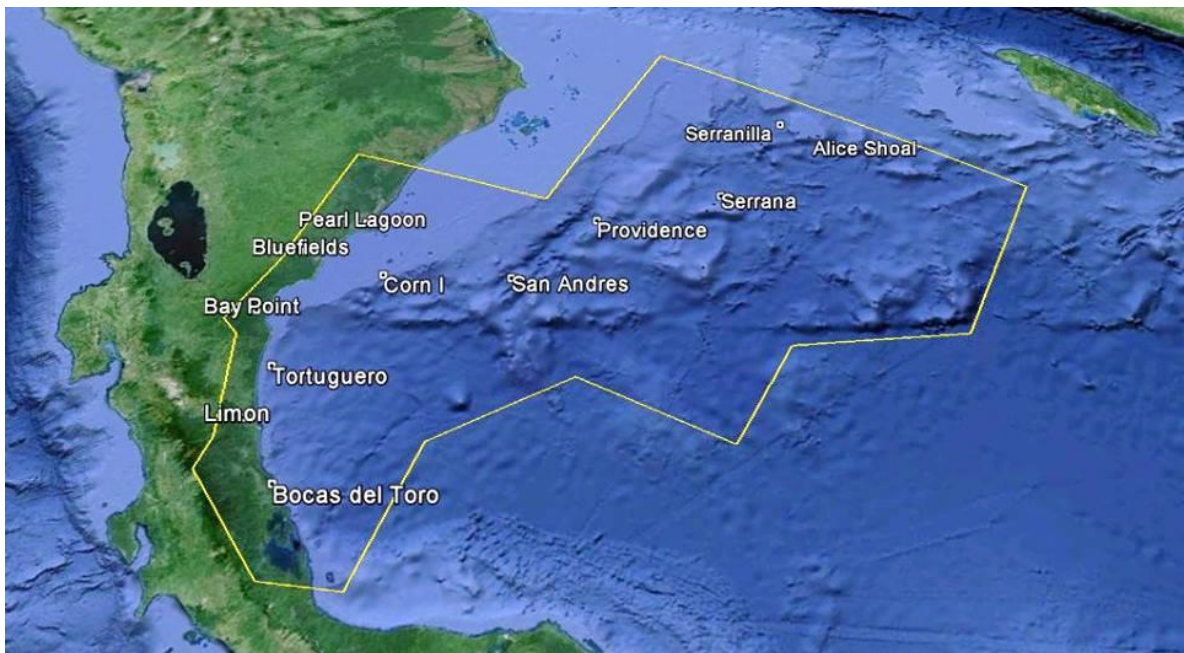 Serranilla
Alice Shoal
Serrana
Pearl Lagoon
Providence
Bluefields
Corn I
San Andres
Bay Point
Tortuguero
Limon
Bocas del Toro